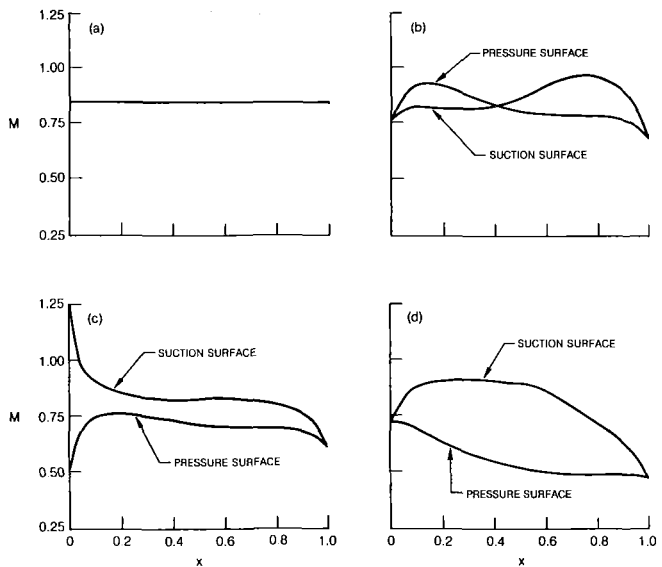 1.25
(a)
1.00
M
0.75
0.50
0.25
(b)
PRESSURE SURFACE
SUCTION SURFACE
1.25
(c)
1.00
SUCTION SURFACE
M
0.75
PRESSURE SURFACE
0.50
0.25
0 0.2 0.4 0.6 0.8 1.0
X
(d)
SUCTION SURFACE
PRESSURE SURFACE
0 0.2 0.4 0.6 0.8 1.0
X